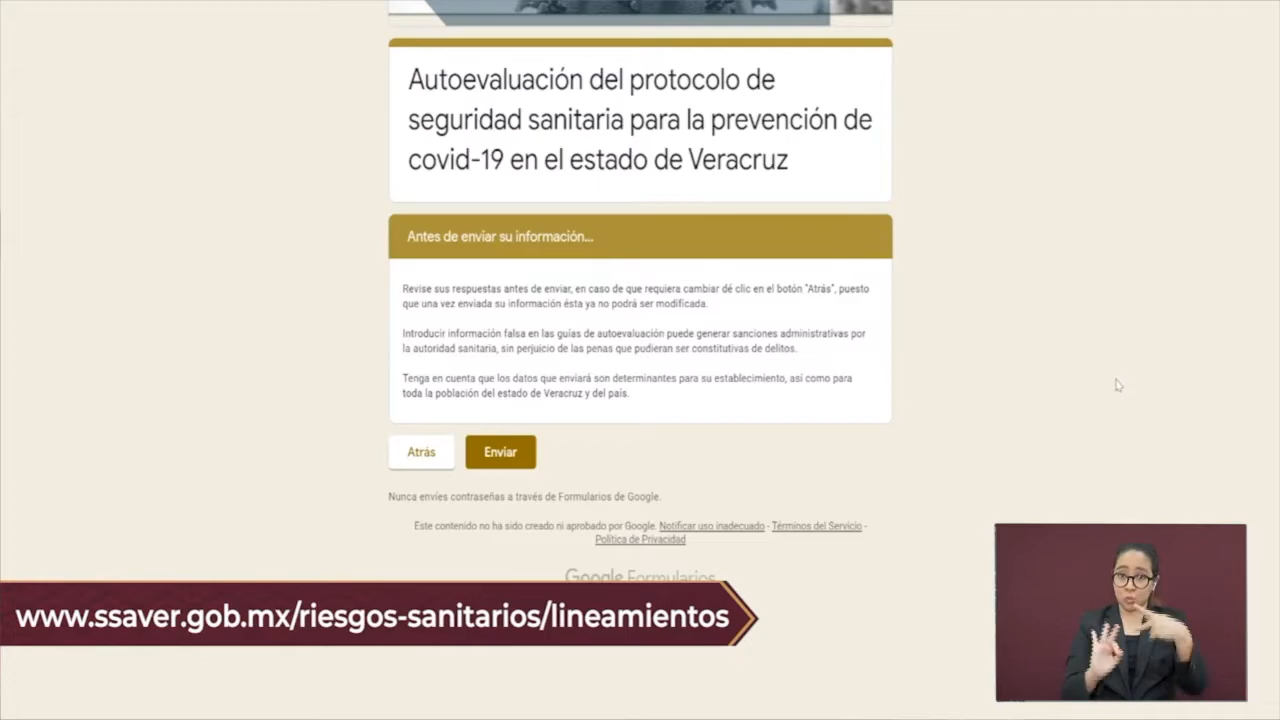 Autoevaluación del protocolo de
seguridad sanitaria para la prevención de
covid-19 en el estado de Veracruz
Antes de enviar su información...
Revise sus respuestas antes de enviar, en caso de que requiera cambiar dé clic en el botón "Atrás", puesto
que una vez enviada su información ésta ya no podrá ser modificada.
Introducir información falsa en las guías de autoevaluación puede generar sanciones administrativas por
la autoridad sanitaria, sin perjuicio de las penas que pudieran ser constitutivas de delitos.
Tenga en cuenta que los datos que enviará son determinantes para su establecimiento, así como para
toda la población del estado de Veracruz y del país.
Atrás
Enviar
Nunca envíes contraseñas a través de Formularios de Google.
Este contenido no ha sido creado ni aprobado por Google. Notificar uso inadecuado - Términos del Servicio -
Política de Privacidad
Google Formularios
www.ssaver.gob.mx/riesgos-sanitarios/lineamientos